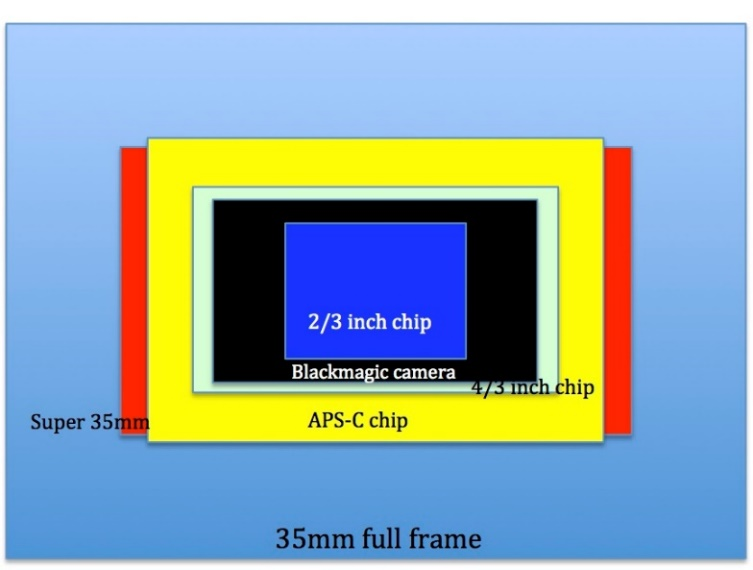 2/3 inch chip
Blackmagic camera
4/3 inch chip
Super 35mm
APS-C chip
35mm full frame